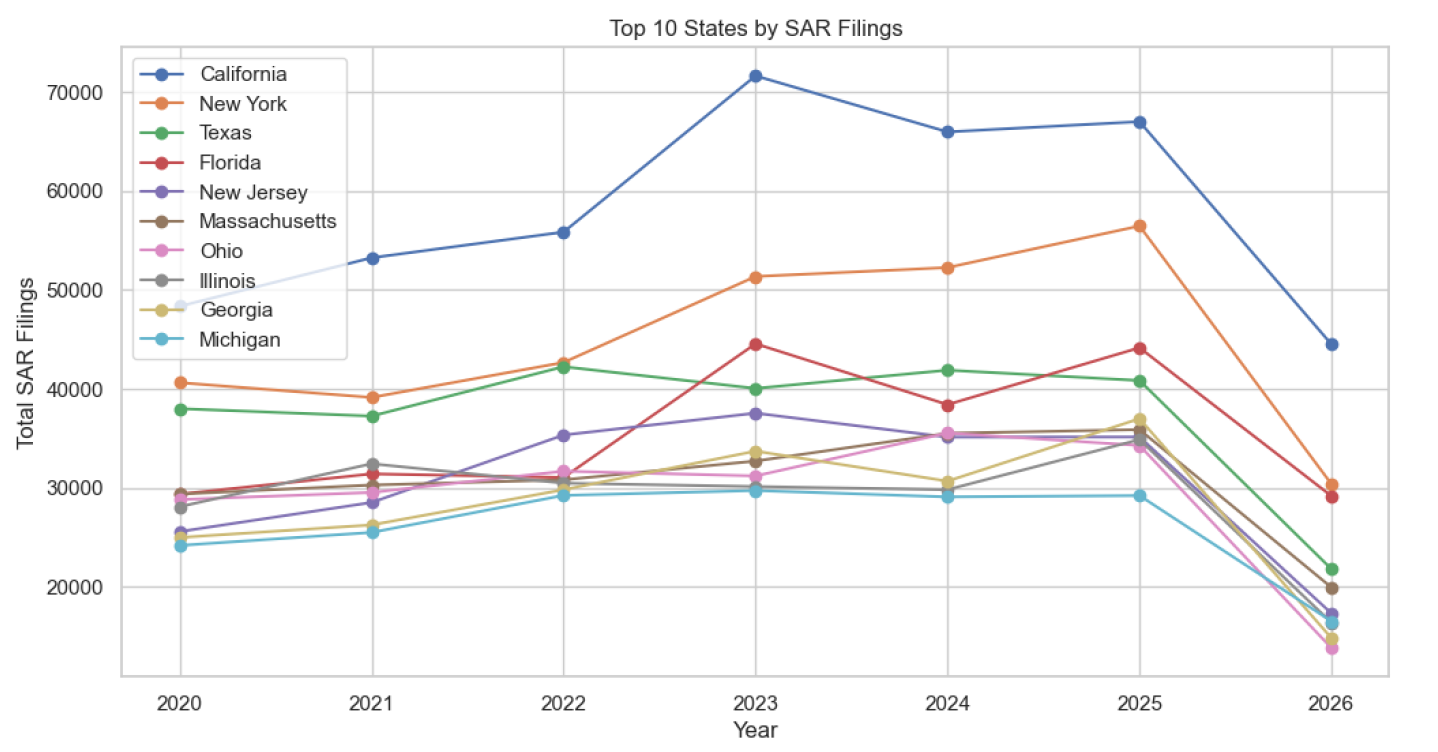 Top 10 States by SAR Filings
California
New York
Texas
Florida
New Jersey
Massachusetts
Ohio
Illinois
Georgia
Michigan
70000
60000
50000
40000
30000
20000
Total SAR Filings
2020 2021 2022 2023 2024 2025 2026
Year